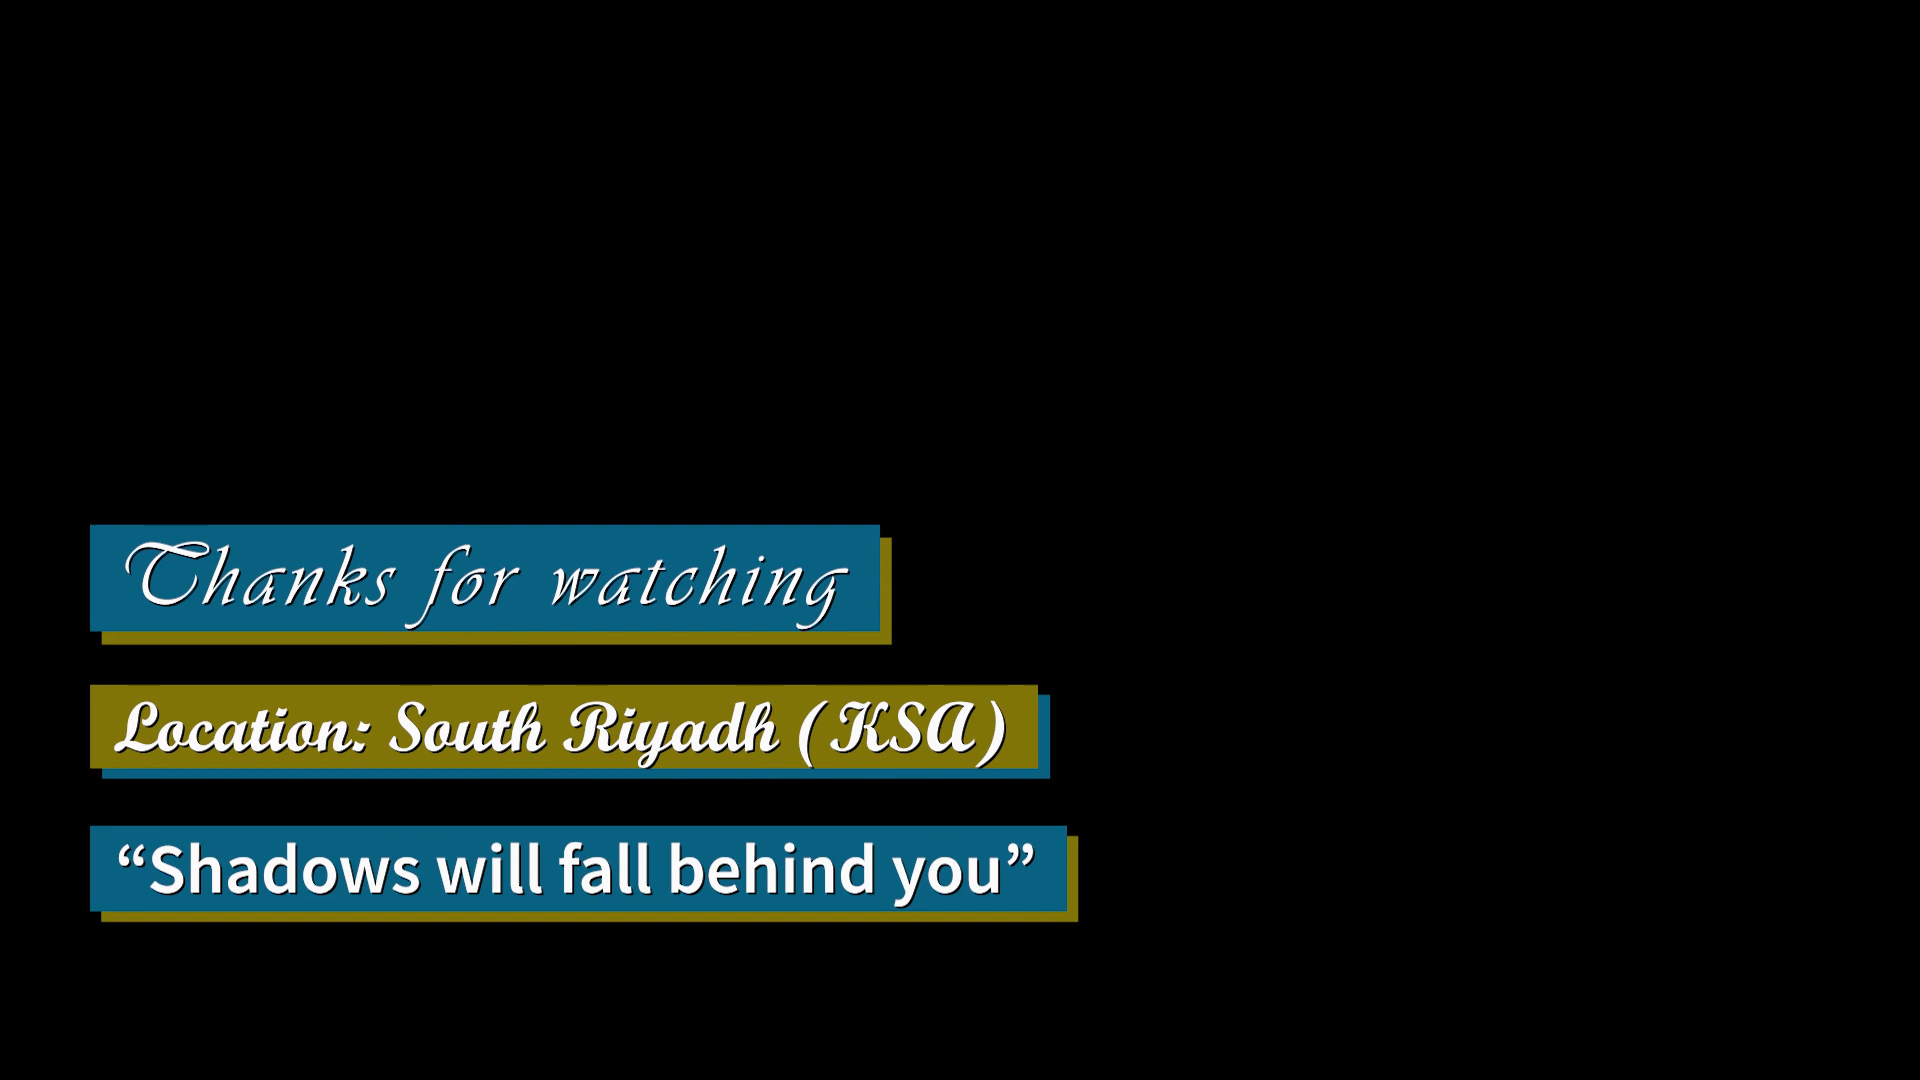 Thanks for watching
Location: South Riyadh (KSA)
“Shadows will fall behind you”